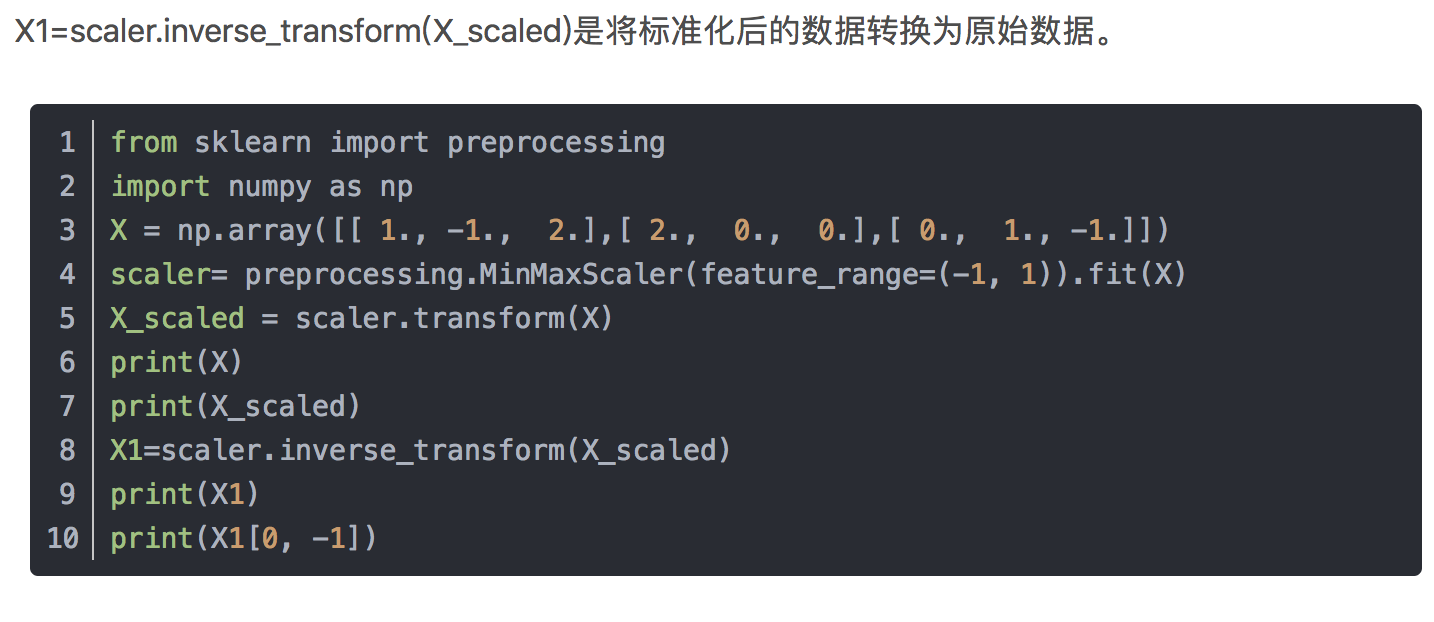 X1=scaler.inverse_transform(X_scaled)是将标准化后的数据转换为原始数据。
1 from sklearn import preprocessing
2 import numpy as np
3 X = np.array([[ 1., -1.,  2.],[ 2.,  0.,  0.],[ 0.,  1., -1.]])
4 scaler= preprocessing.MinMaxScaler(feature_range=(-1, 1)).fit(X)
5 X_scaled = scaler.transform(X)
6 print(X)
7 print(X_scaled)
8 X1=scaler.inverse_transform(X_scaled)
9 print(X1)
10 print(X1[0, -1])